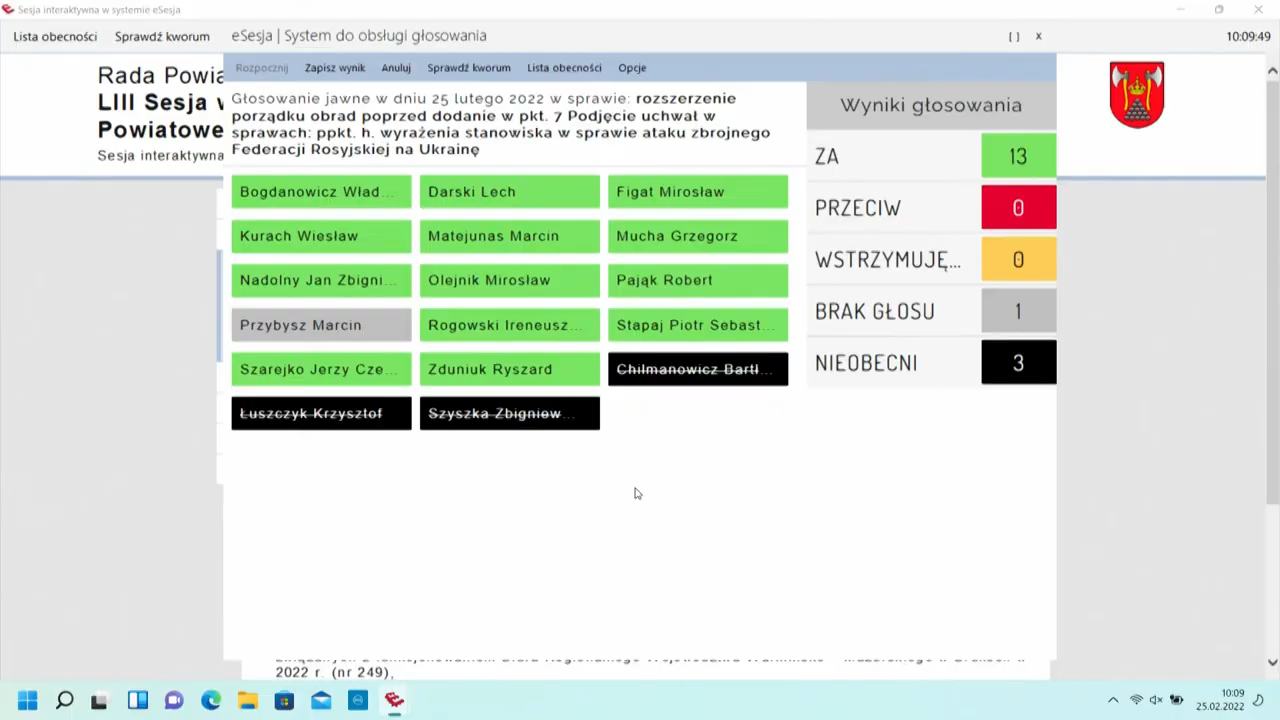 Sesja interaktywna w systemie eSesja
Lista obecności Sprawdź kworum eSesja | System do obsługi głosowania [ ] x 10:09:49
Rozpocznij Zapisz wynik Anuluj Sprawdź kworum Lista obecności Opcje
Rada Powia
LIII Sesja w
Powiatowe
Sesja interaktywna
Głosowanie jawne w dniu 25 lutego 2022 w sprawie: rozszerzenie
porządku obrad poprzed dodanie w pkt. 7 Podjęcie uchwał w
sprawach: ppkt. h. wyrażenia stanowiska w sprawie ataku zbrojnego
Federacji Rosyjskiej na Ukrainę
Bogdanowicz Wład... Darski Lech Figat Mirosław
Kurach Wiesław Matejunas Marcin Mucha Grzegorz
Nadolny Jan Zbigni... Olejnik Mirosław Pająk Robert
Przybysz Marcin Rogowski Ireneusz... Stapaj Piotr Sebast...
Szarejko Jerzy Cze... Zduniuk Ryszard Chilmanowicz Bartł...
Łuszczyk Krzysztof Szyszka Zbigniew...
Wyniki głosowania
ZA 13
PRZECIW 0
WSTRZYMUJĘ... 0
BRAK GŁOSU 1
NIEOBECNI 3
2022 r. (nr 249),
10:09
25.02.2022